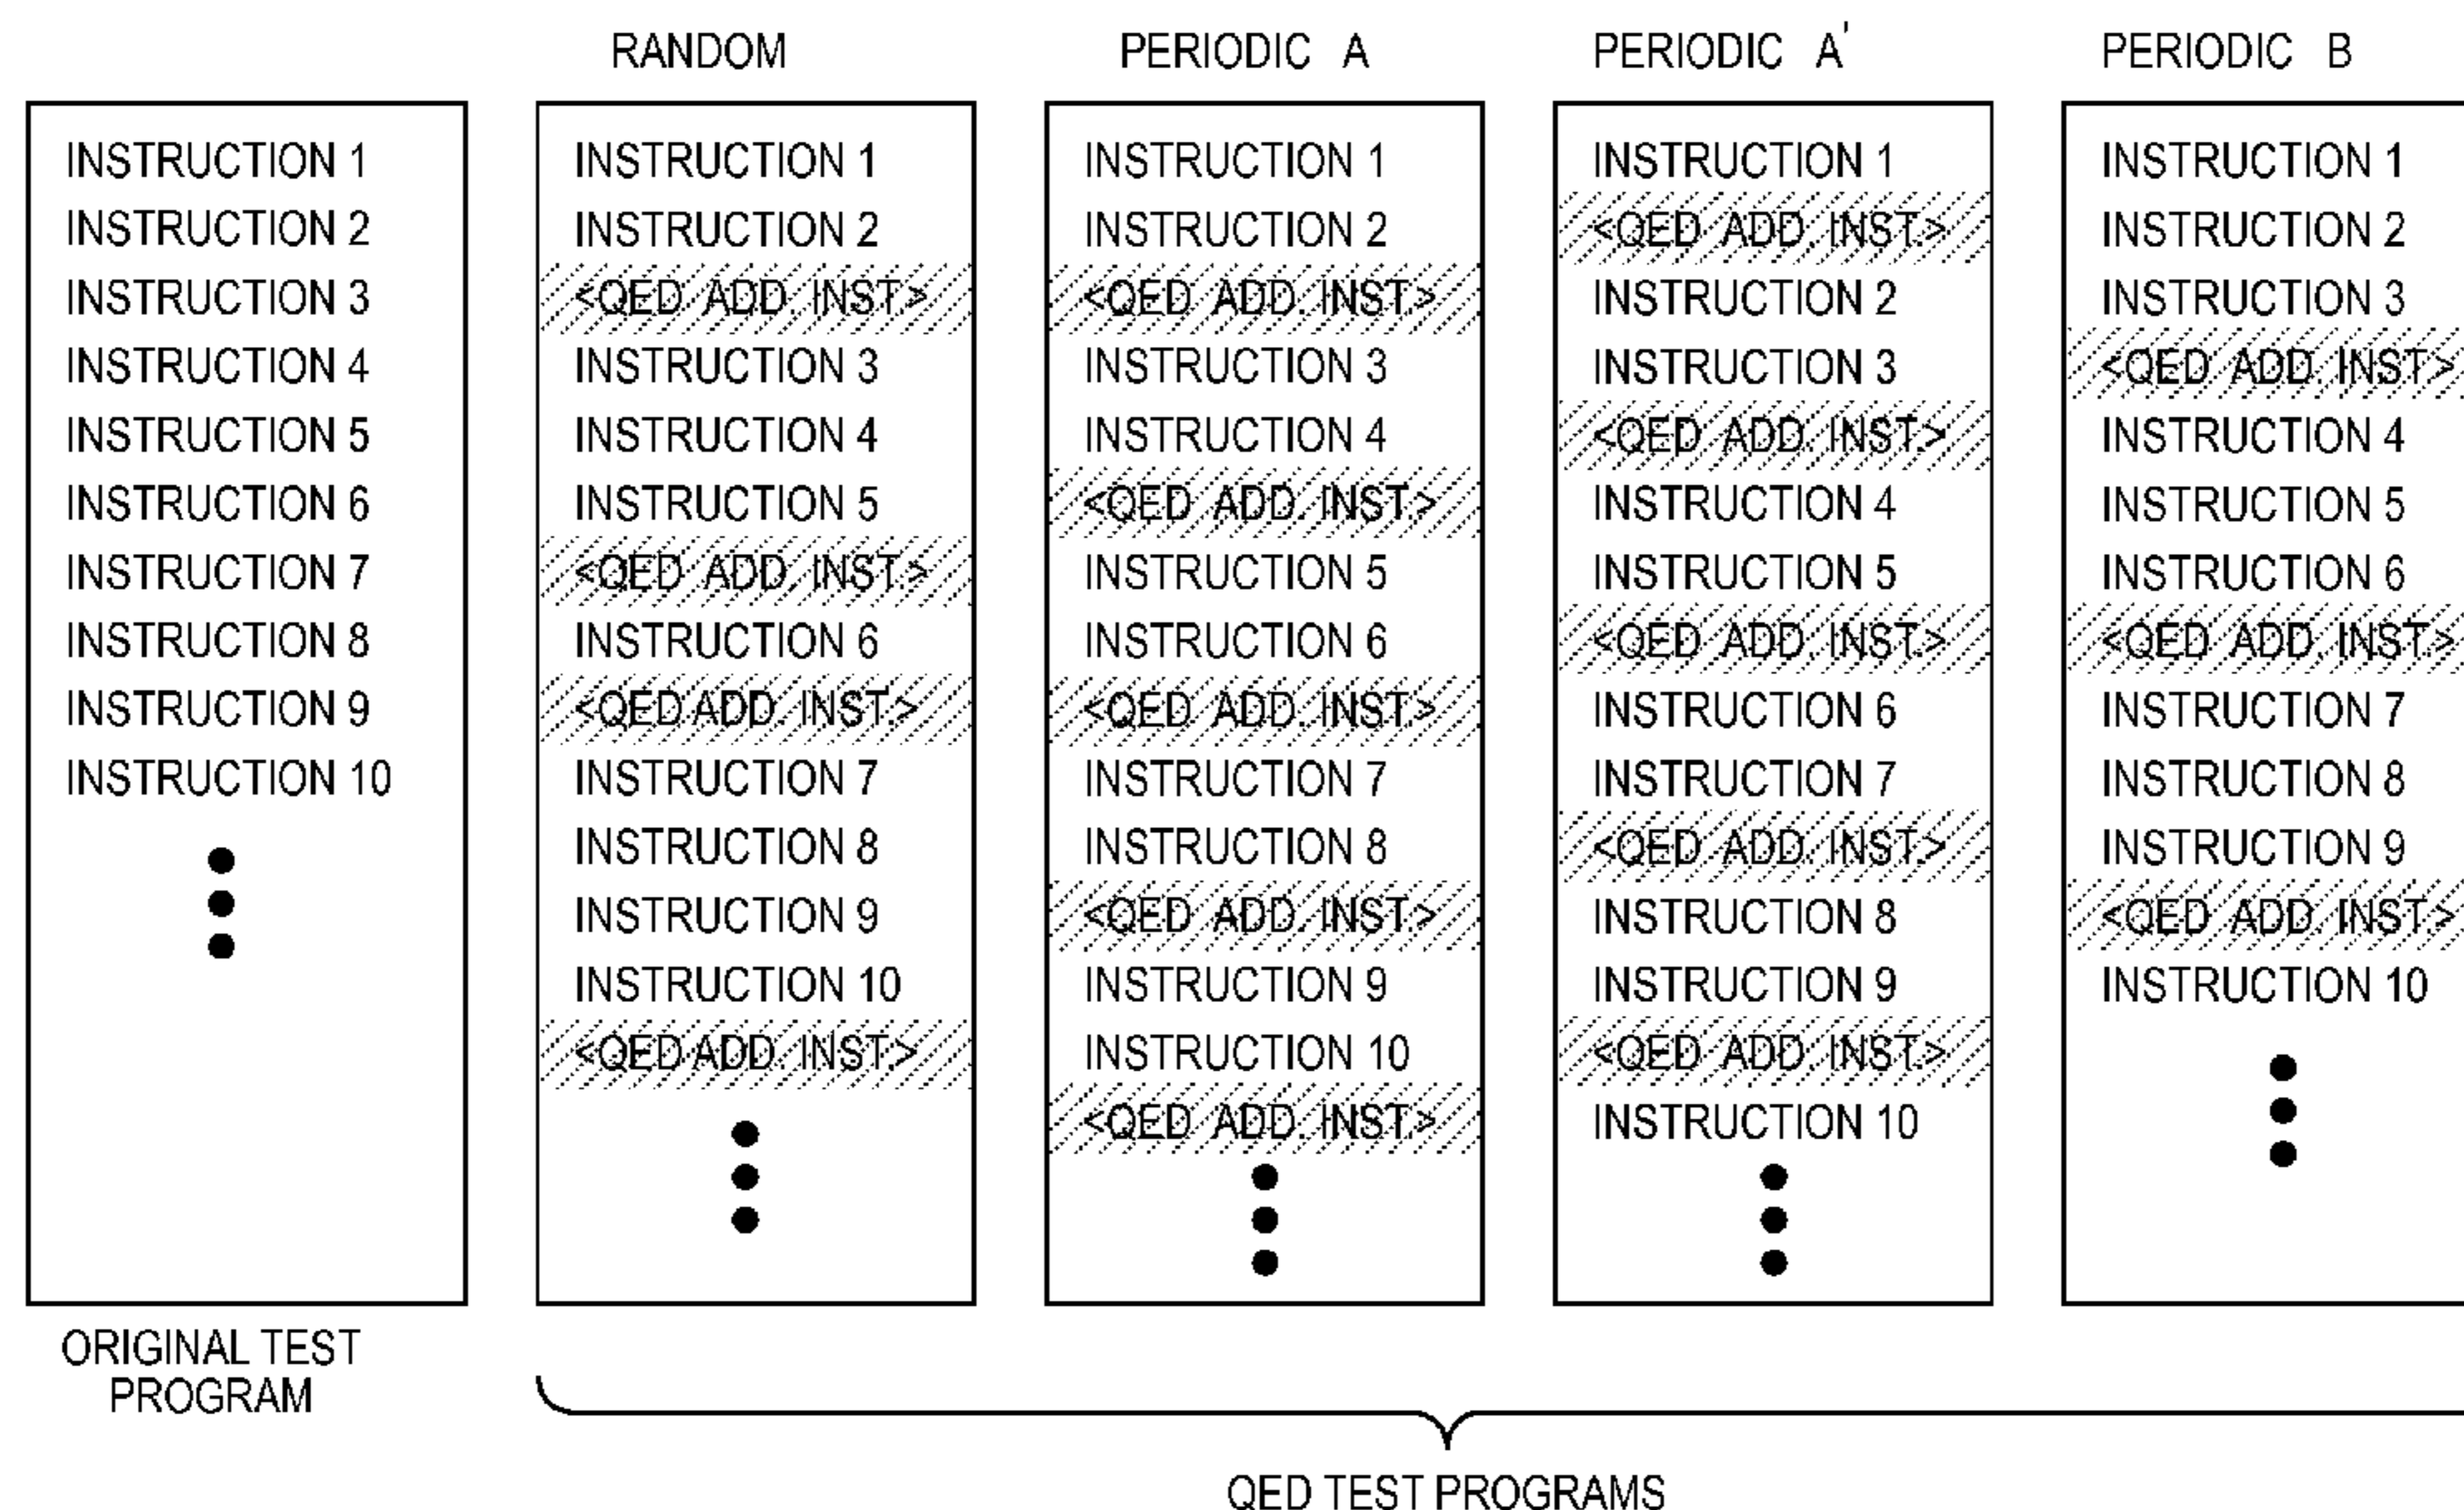 RANDOM
PERIODIC A
PERIODIC A'
PERIODIC B
INSTRUCTION 1
INSTRUCTION 2
INSTRUCTION 3
INSTRUCTION 4
INSTRUCTION 5
INSTRUCTION 6
INSTRUCTION 7
INSTRUCTION 8
INSTRUCTION 9
INSTRUCTION 10
ORIGINAL TEST
PROGRAM
INSTRUCTION 1
INSTRUCTION 2
<QED ADD. INST.>
INSTRUCTION 3
INSTRUCTION 4
INSTRUCTION 5
<QED ADD. INST.>
INSTRUCTION 6
<QED ADD. INST.>
INSTRUCTION 7
INSTRUCTION 8
INSTRUCTION 9
INSTRUCTION 10
<QED ADD. INST.>
INSTRUCTION 1
INSTRUCTION 2
<QED ADD. INST.>
INSTRUCTION 3
INSTRUCTION 4
<QED ADD. INST.>
INSTRUCTION 5
INSTRUCTION 6
<QED ADD. INST.>
INSTRUCTION 7
INSTRUCTION 8
<QED ADD. INST.>
INSTRUCTION 9
INSTRUCTION 10
<QED ADD. INST.>
INSTRUCTION 1
<QED ADD. INST.>
INSTRUCTION 2
INSTRUCTION 3
<QED ADD. INST.>
INSTRUCTION 4
INSTRUCTION 5
<QED ADD. INST.>
INSTRUCTION 6
INSTRUCTION 7
<QED ADD. INST.>
INSTRUCTION 8
INSTRUCTION 9
<QED ADD. INST.>
INSTRUCTION 10
INSTRUCTION 1
INSTRUCTION 2
INSTRUCTION 3
<QED ADD. INST.>
INSTRUCTION 4
INSTRUCTION 5
INSTRUCTION 6
<QED ADD. INST.>
INSTRUCTION 7
INSTRUCTION 8
INSTRUCTION 9
<QED ADD. INST.>
INSTRUCTION 10
QED TEST PROGRAMS